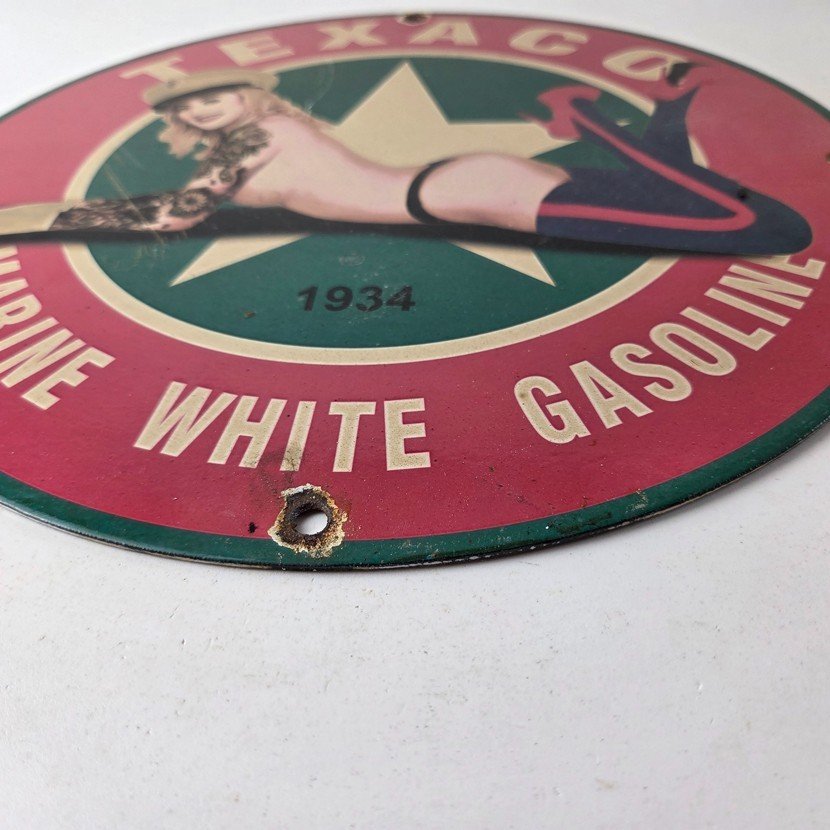 TEXACO
1934
MARINE WHITE GASOLINE